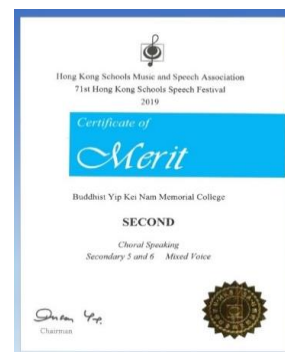 Hong Kong Schools Music and Speech Association
71st Hong Kong Schools Speech Festival
2019
Certificate of
Merit
Buddhist Yip Kei Nam Memorial College
SECOND
Choral Speaking
Secondary 5 and 6 Mixed Voice
Chairman